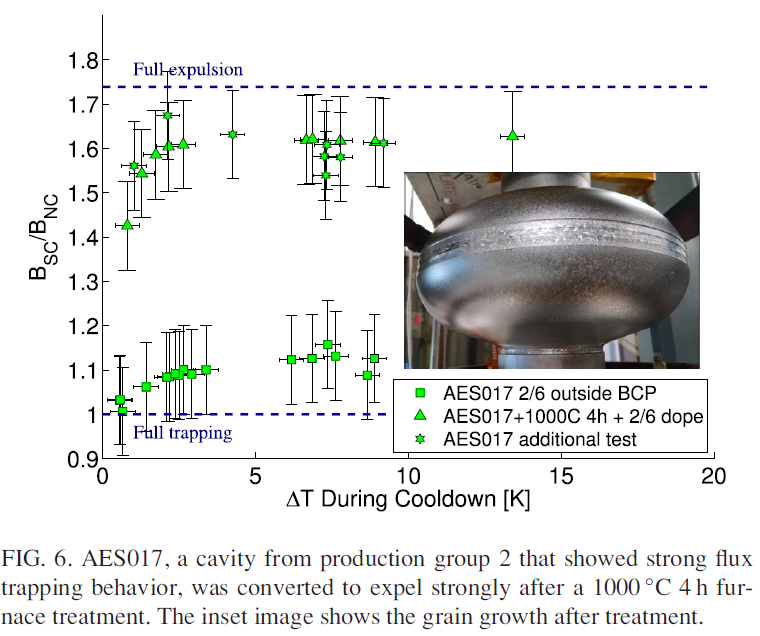 1.8
1.7
1.6
1.5
1.4
1.3
1.2
1.1
1
0.9
B_SC/B_NC
Full expulsion
Full trapping
AES017 2/6 outside BCP
AES017+1000C 4h + 2/6 dope
AES017 additional test
0 5 10 15 20
ΔT During Cooldown [K]
FIG. 6. AES017, a cavity from production group 2 that showed strong flux
trapping behavior, was converted to expel strongly after a 1000 °C 4 h fur-
nace treatment. The inset image shows the grain growth after treatment.